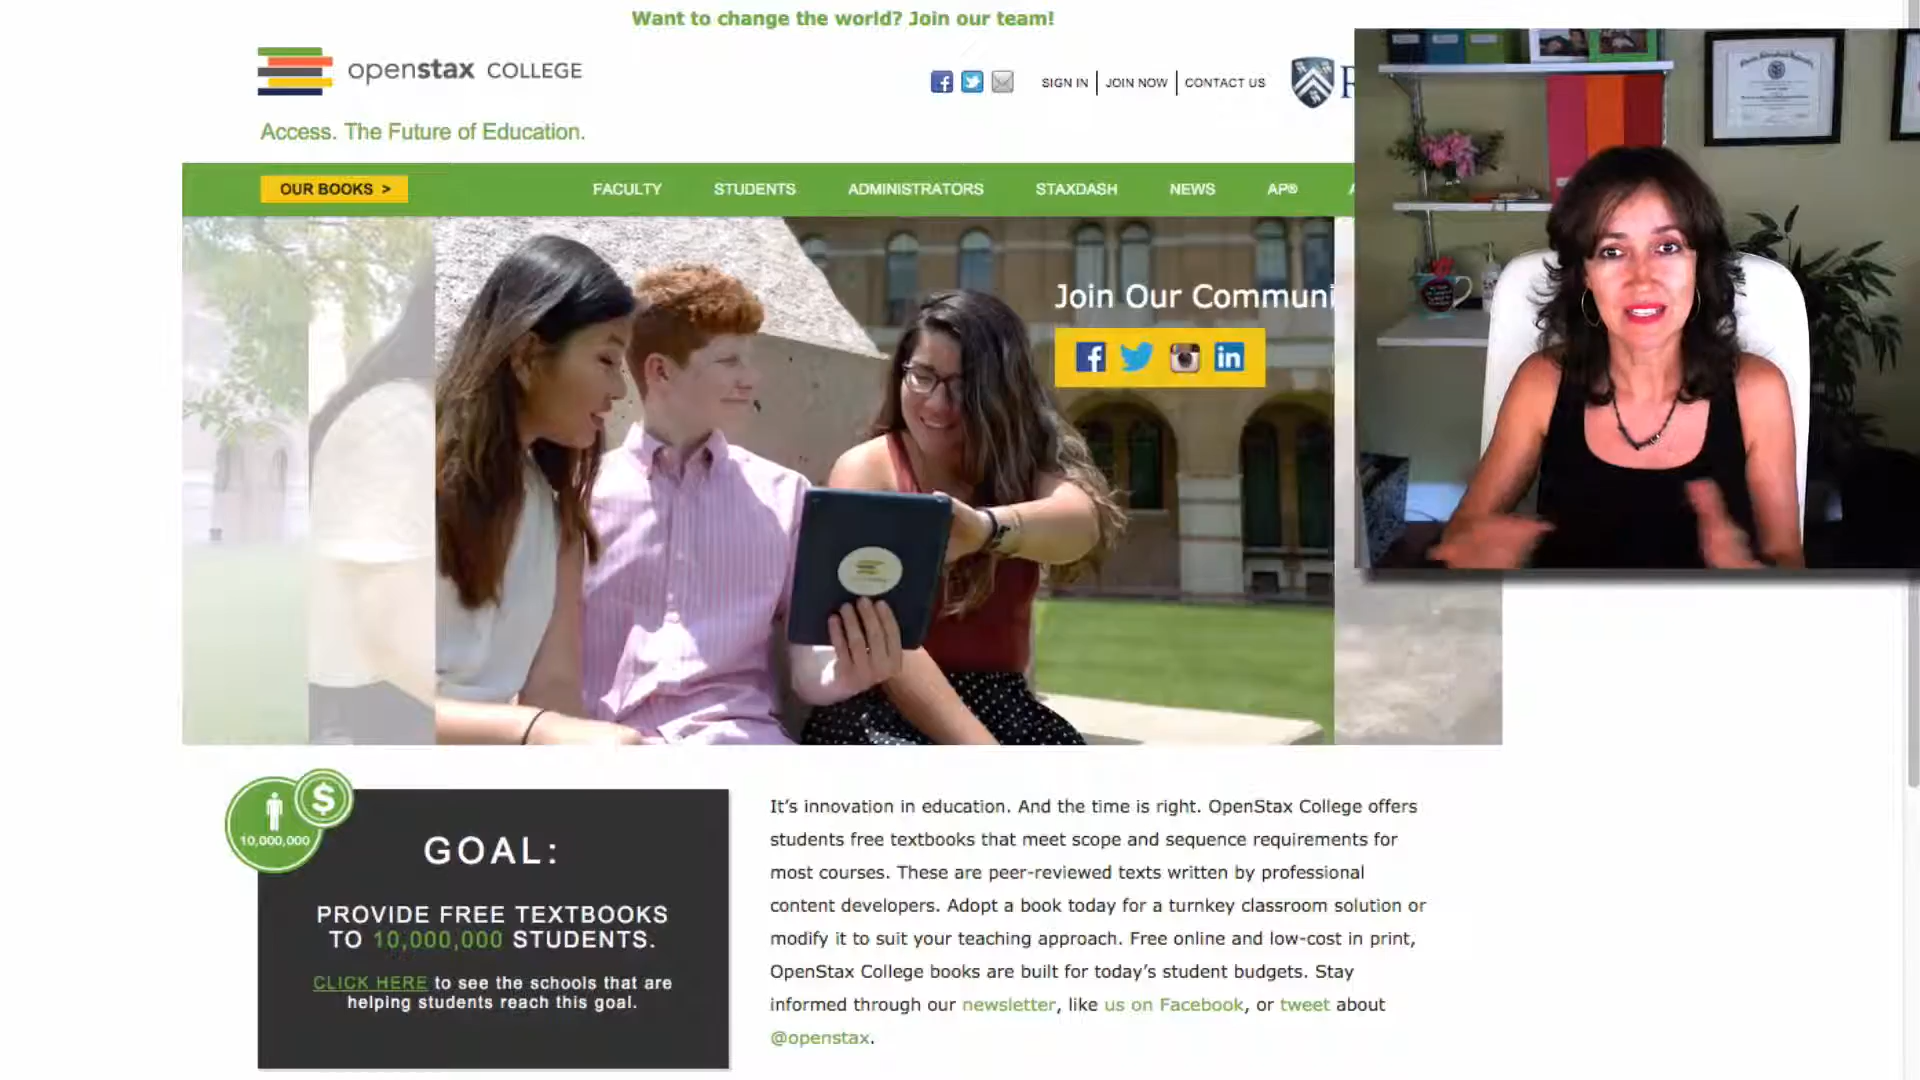 Want to change the world? Join our team!
openstax COLLEGE
SIGN IN
JOIN NOW
CONTACT US
Access. The Future of Education.
OUR BOOKS >
FACULTY
STUDENTS
ADMINISTRATORS
STAXDASH
NEWS
AP®
Join Our Communi
10,000,000
$
GOAL:
PROVIDE FREE TEXTBOOKS
TO 10,000,000 STUDENTS.
CLICK HERE to see the schools that are
helping students reach this goal.
It's innovation in education. And the time is right. OpenStax College offers
students free textbooks that meet scope and sequence requirements for
most courses. These are peer-reviewed texts written by professional
content developers. Adopt a book today for a turnkey classroom solution or
modify it to suit your teaching approach. Free online and low-cost in print,
OpenStax College books are built for today's student budgets. Stay
informed through our newsletter, like us on Facebook, or tweet about
@openstax.